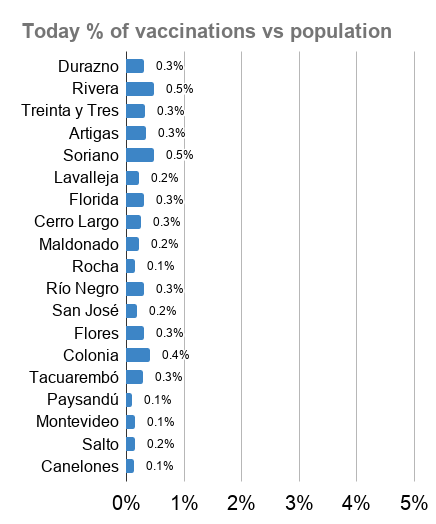 Today % of vaccinations vs population
Durazno 0.3%
Rivera 0.5%
Treinta y Tres 0.3%
Artigas 0.3%
Soriano 0.5%
Lavalleja 0.2%
Florida 0.3%
Cerro Largo 0.3%
Maldonado 0.2%
Rocha 0.1%
Río Negro 0.3%
San José 0.2%
Flores 0.3%
Colonia 0.4%
Tacuarembó 0.3%
Paysandú 0.1%
Montevideo 0.1%
Salto 0.2%
Canelones 0.1%
0% 1% 2% 3% 4% 5%